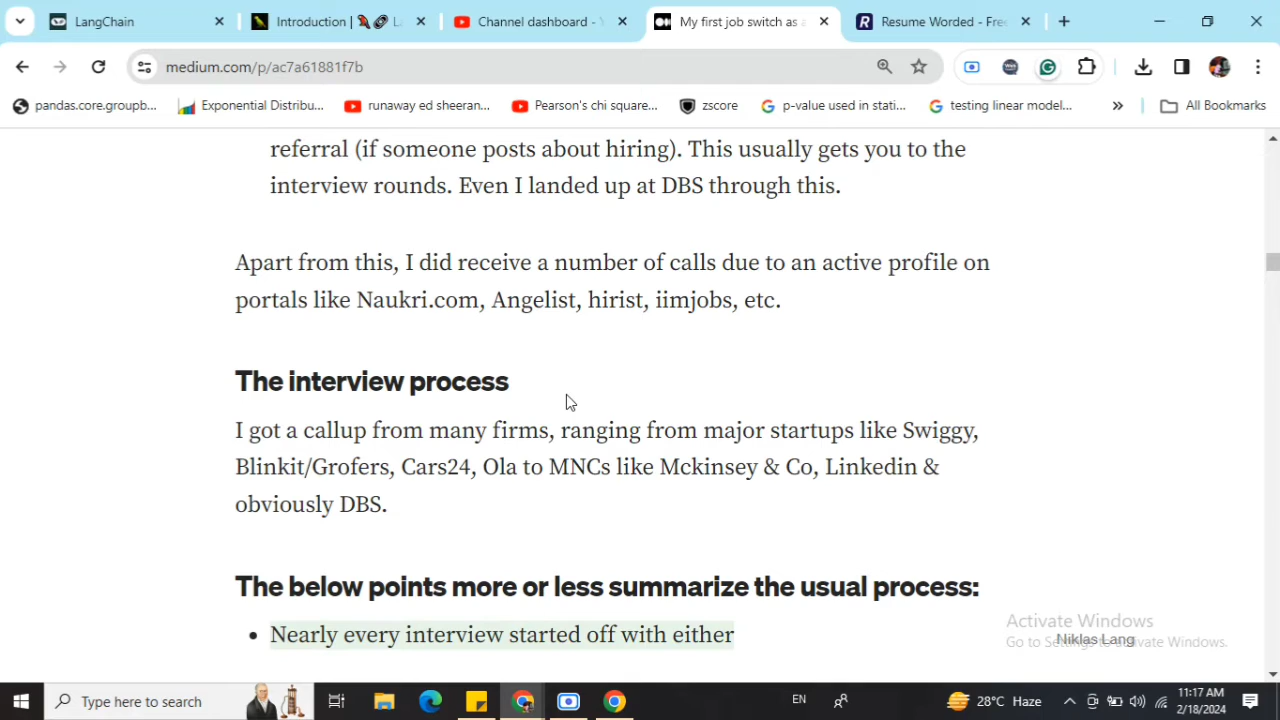 LangChain
Introduction |
Channel dashboard -
My first job switch as a
Resume Worded - Free
medium.com/p/ac7a61881f7b
pandas.core.groupb...
Exponential Distribu...
runaway ed sheeran...
Pearson's chi square...
zscore
p-value used in stati...
testing linear model...
»
All Bookmarks
referral (if someone posts about hiring). This usually gets you to the
interview rounds. Even I landed up at DBS through this.
Apart from this, I did receive a number of calls due to an active profile on
portals like Naukri.com, Angelist, hirist, iimjobs, etc.
The interview process
I got a callup from many firms, ranging from major startups like Swiggy,
Blinkit/Grofers, Cars24, Ola to MNCs like Mckinsey & Co, Linkedin &
obviously DBS.
The below points more or less summarize the usual process:
• Nearly every interview started off with either
Activate Windows
Go to Settings to activate Windows.
Niklas Lang
Type here to search
EN
28°C Haze
11:17 AM
2/18/2024